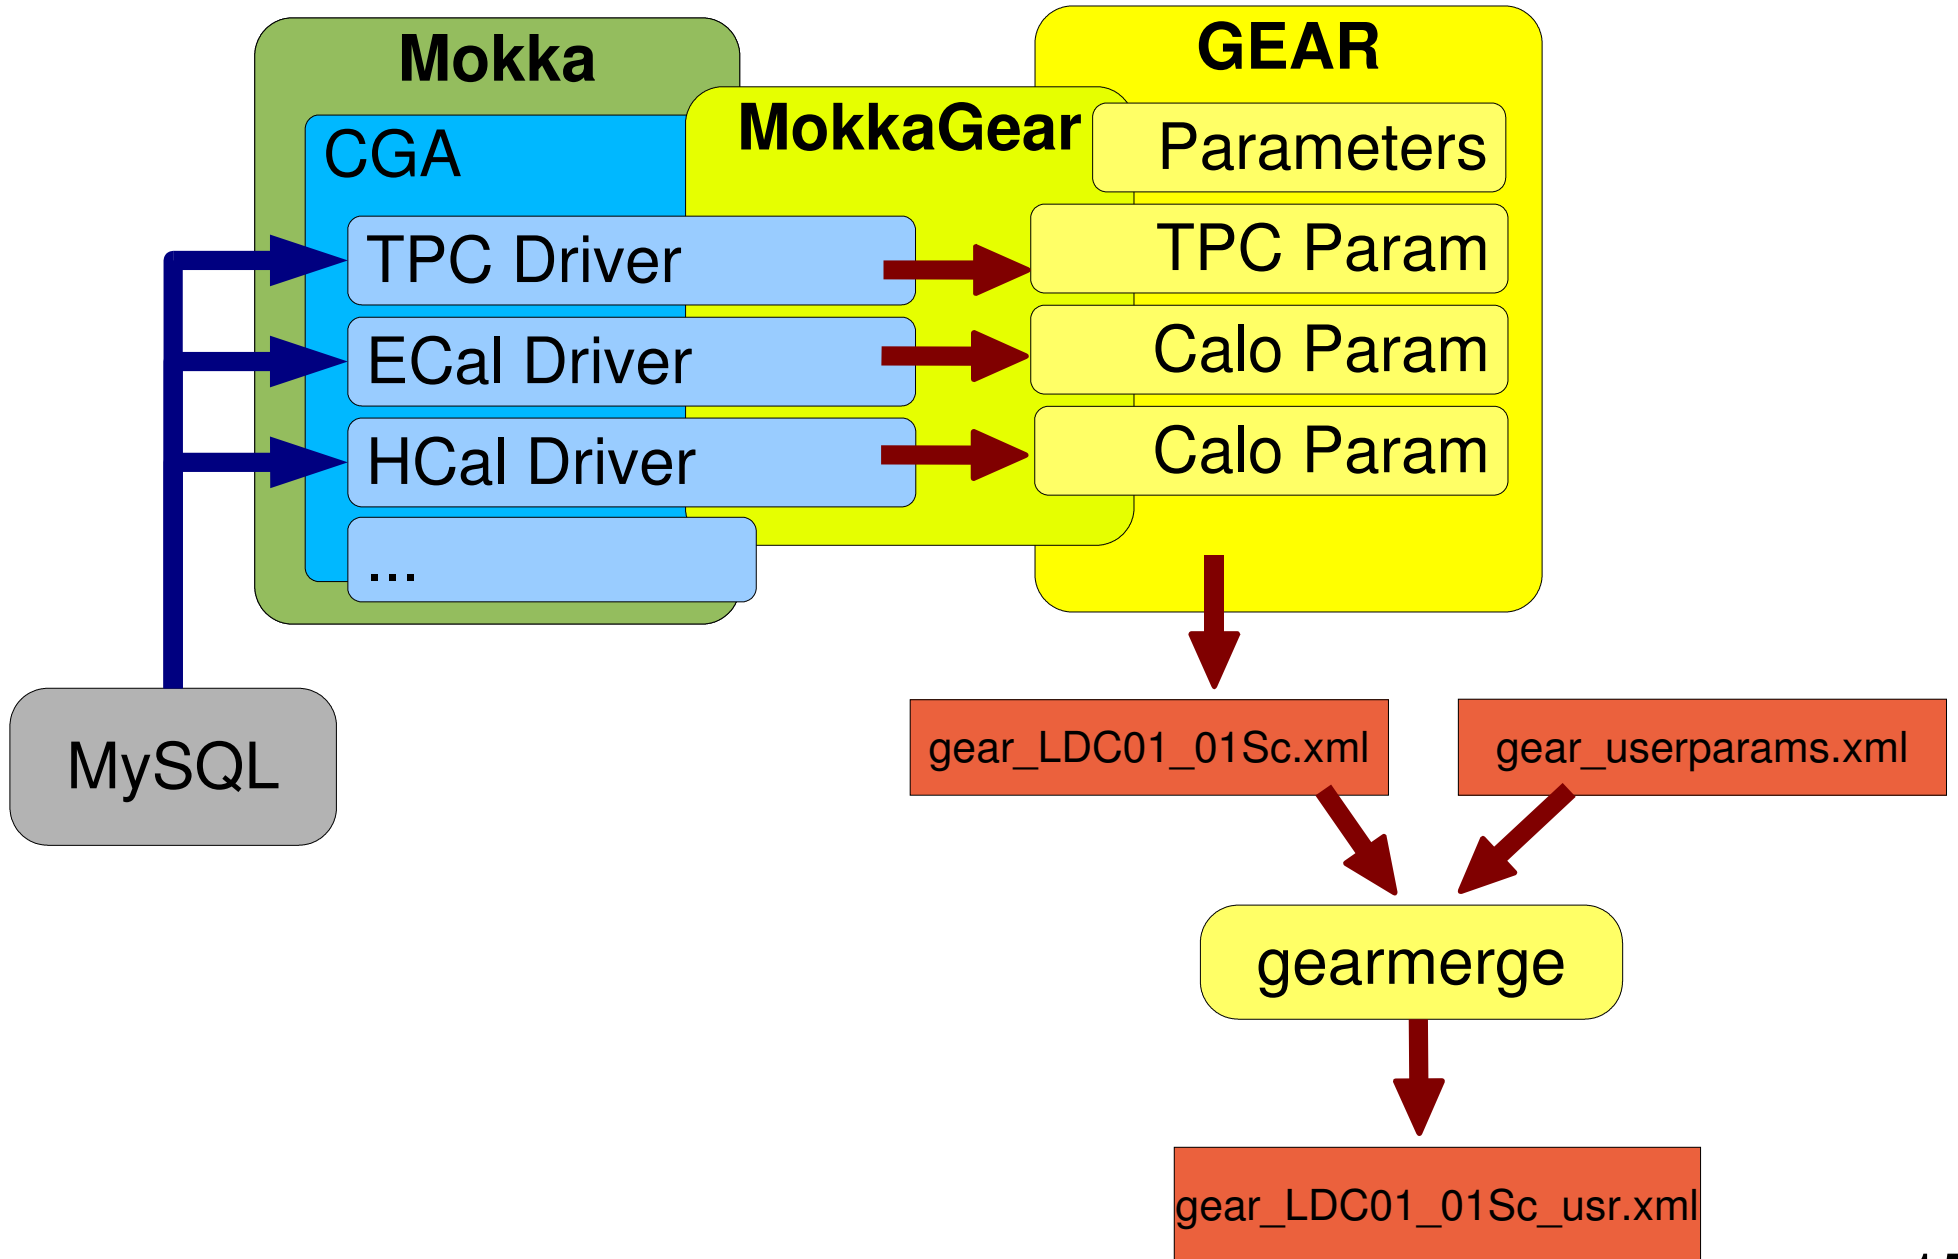 Mokka
GEAR
MokkaGear
CGA
Parameters
TPC Driver
TPC Param
ECal Driver
Calo Param
HCal Driver
Calo Param
...
MySQL
gear_LDC01_01Sc.xml
gear_userparams.xml
gearmerge
gear_LDC01_01Sc_usr.xml